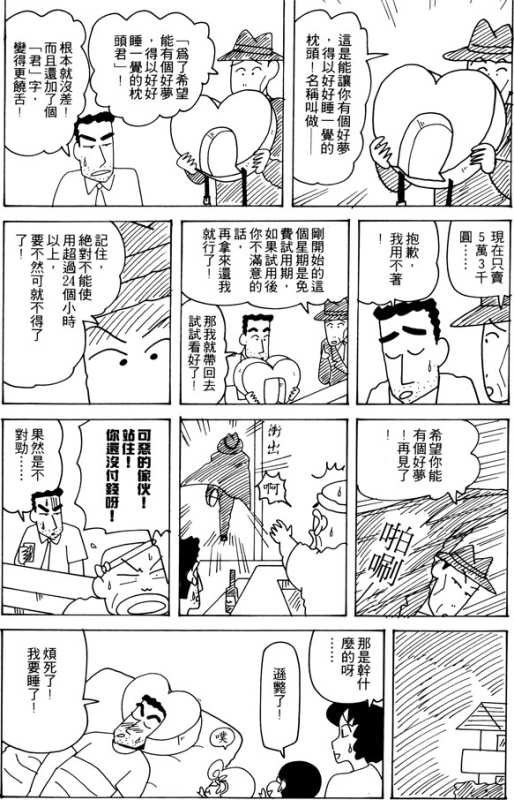 這是能讓你有個好夢
，得以好好睡一覺的
枕頭！名稱叫做——
「爲了希望
能有個好夢
，得以好好
睡一覺的枕
頭君」！
根本就沒差！
而且還加了個
「君」字，
變得更饒舌！
現在只賣
5萬3千
圓……
抱歉，
我用不著
！
剛開始的這
個星期是免
費試用期，
如果試用後
你不滿意的
話，
再拿來還我
就行了！
那我就帶回去
試試看好了！
記住，
絕對不能使
用超過24個小時
以上，
要不然可就不得了
了！
希望你能
有個好夢
！再見了
！
啪唰
衝出
啊
可惡的傢伙！
站住！
你還沒付錢呀！
果然是不
對勁……
那是幹什
麼的呀
……
遜斃了！
噗
煩死了！
我要睡了！